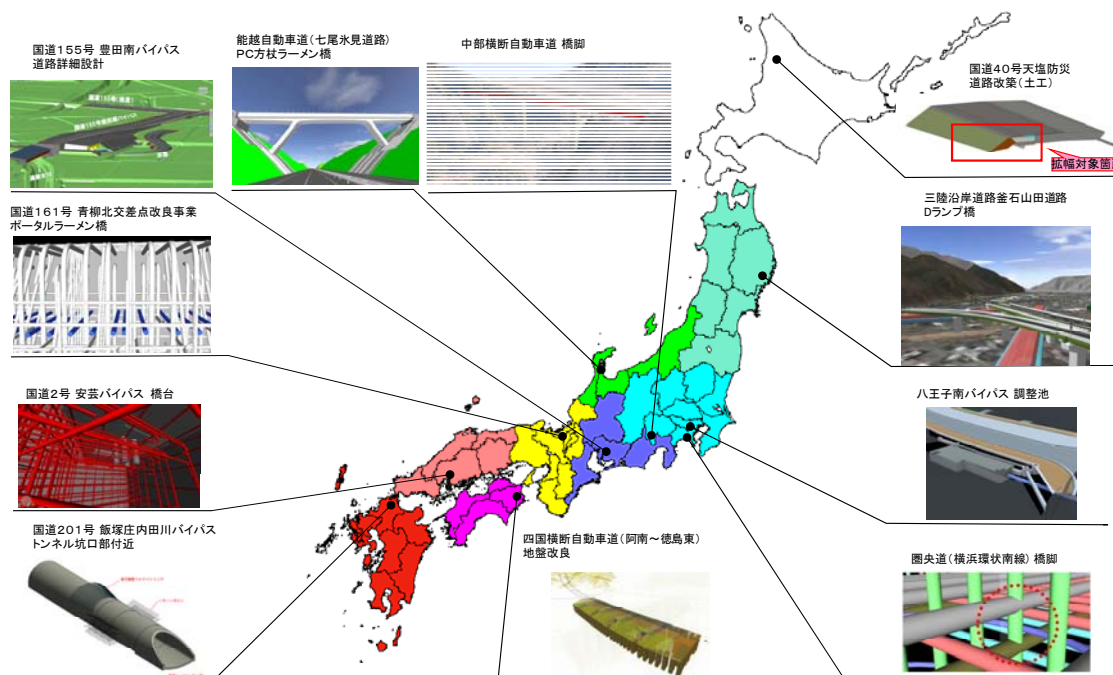 国道155号 豊田南バイパス
道路詳細設計
能越自動車道(七尾氷見道路)
PC方杖ラーメン橋
中部横断自動車道 橋脚
国道40号天塩防災
道路改築(土工)
拡幅対象箇
国道161号 青柳北交差点改良事業
ポータルラーメン橋
三陸沿岸道路釜石山田道路
Dランプ橋
国道2号 安芸バイパス 橋台
八王子南バイパス 調整池
国道201号 飯塚庄内田川バイパス
トンネル坑口部付近
四国横断自動車道(阿南~徳島東)
地盤改良
圏央道(横浜環状南線) 橋脚